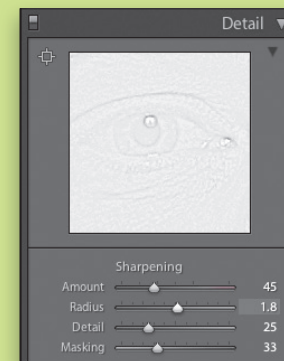 Detail
Sharpening
Amount 45
Radius 1.8
Detail 25
Masking 33